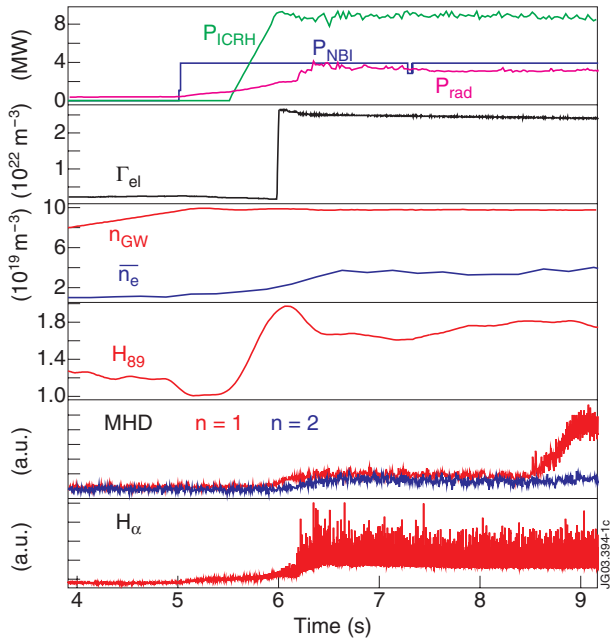 8
4
0
(MW)
P_ICRH
P_NBI
P_rad
2
1
(10^22 m^-3)
Γ_el
10
6
2
(10^19 m^-3)
n_GW
n̅_e
1.8
1.4
1.0
H_89
(a.u.)
MHD n = 1 n = 2
(a.u.)
H_α
4 5 6 7 8 9
Time (s)
JG03.394-1c